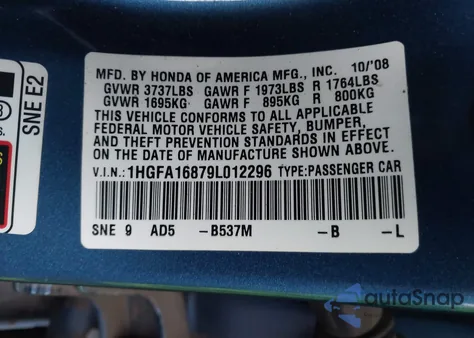 MFD. BY HONDA OF AMERICA MFG., INC. 10/'08
GVWR 3737LBS GAWR F 1973LBS R 1764LBS
GVWR 1695KG GAWR F 895KG R 800KG
THIS VEHICLE CONFORMS TO ALL APPLICABLE
FEDERAL MOTOR VEHICLE SAFETY, BUMPER,
AND THEFT PREVENTION STANDARDS IN EFFECT
ON THE DATE OF MANUFACTURE SHOWN ABOVE.
V.I.N.:1HGFA16879L012296 TYPE:PASSENGER CAR
SNE 9 AD5 -B537M -B -L
SNE E2
autoSnap